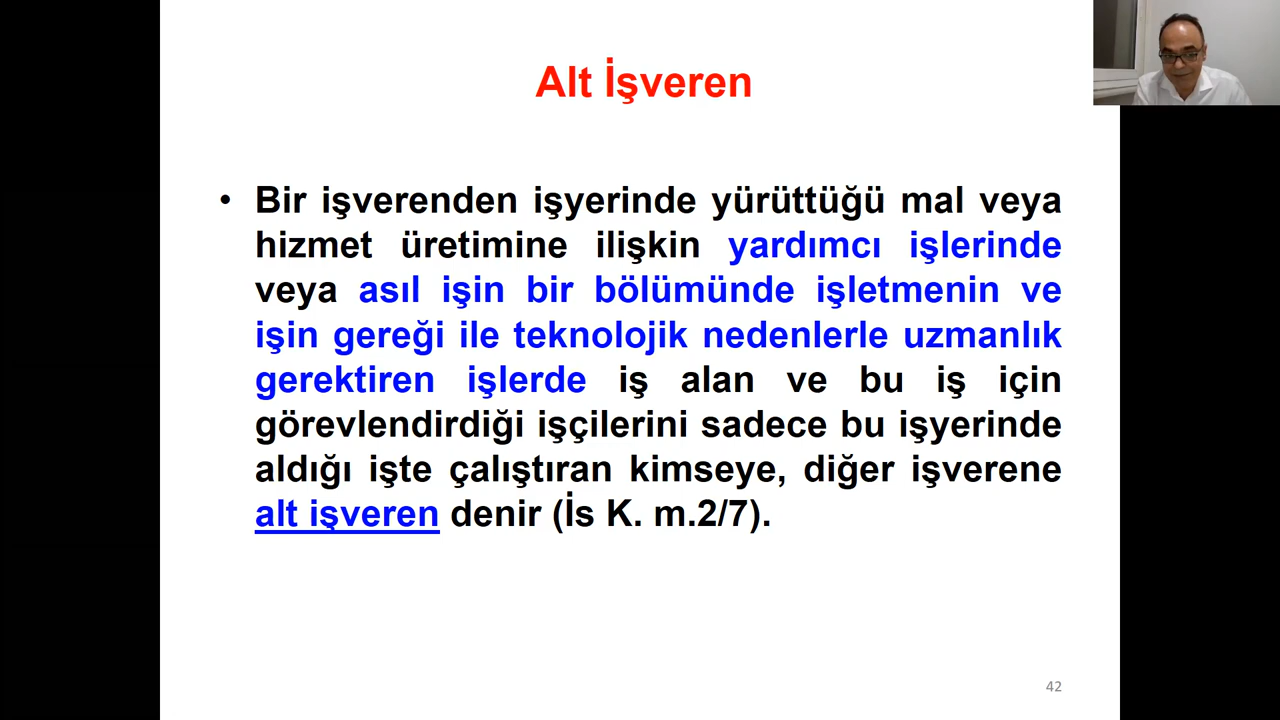 Alt İşveren
• Bir işverenden işyerinde yürüttüğü mal veya
hizmet üretimine ilişkin yardımcı işlerinde
veya asıl işin bir bölümünde işletmenin ve
işin gereği ile teknolojik nedenlerle uzmanlık
gerektiren işlerde iş alan ve bu iş için
görevlendirdiği işçilerini sadece bu işyerinde
aldığı işte çalıştıran kimseye, diğer işverene
alt işveren denir (İs K. m.2/7).
42